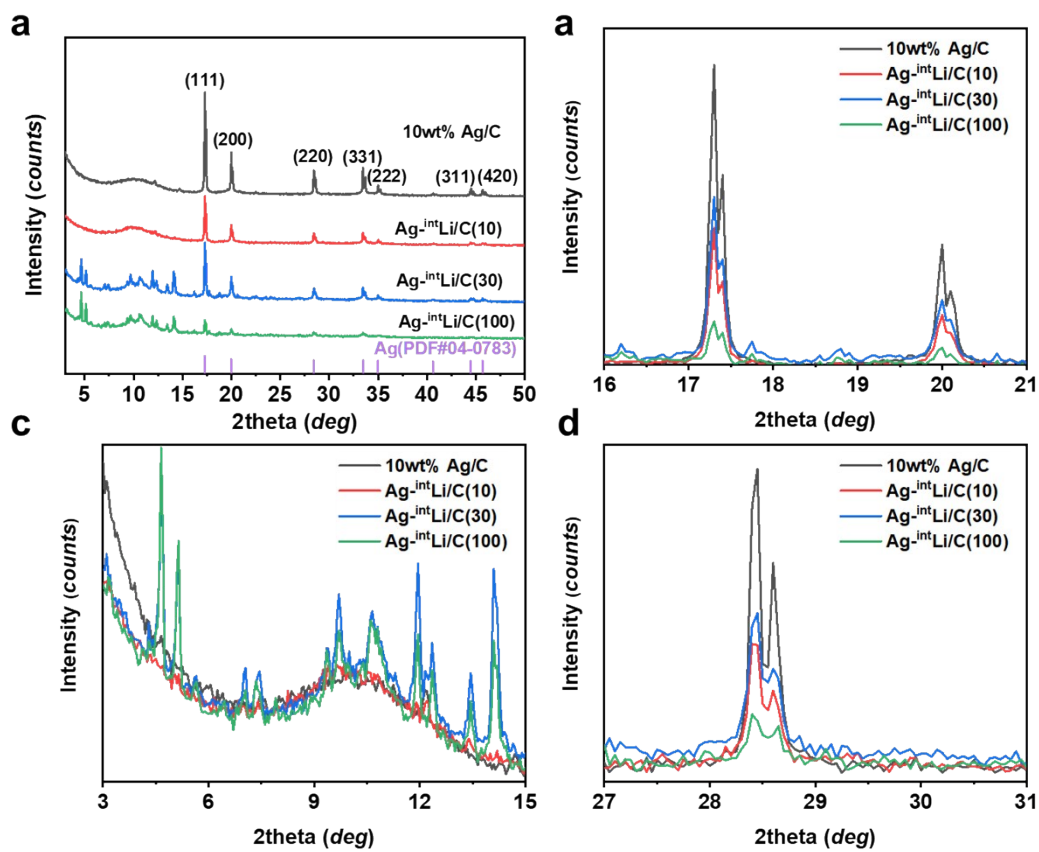 a
(111)
(200)
(220)
(331)
(222)
(311)
(420)
10wt% Ag/C
Ag-intLi/C(10)
Ag-intLi/C(30)
Ag-intLi/C(100)
Ag(PDF#04-0783)
Intensity (counts)
5 10 15 20 25 30 35 40 45 50
2theta (deg)
a
10wt% Ag/C
Ag-intLi/C(10)
Ag-intLi/C(30)
Ag-intLi/C(100)
Intensity (counts)
16 17 18 19 20 21
2theta (deg)
c
10wt% Ag/C
Ag-intLi/C(10)
Ag-intLi/C(30)
Ag-intLi/C(100)
Intensity (counts)
3 6 9 12 15
2theta (deg)
d
10wt% Ag/C
Ag-intLi/C(10)
Ag-intLi/C(30)
Ag-intLi/C(100)
Intensity (counts)
27 28 29 30 31
2theta (deg)